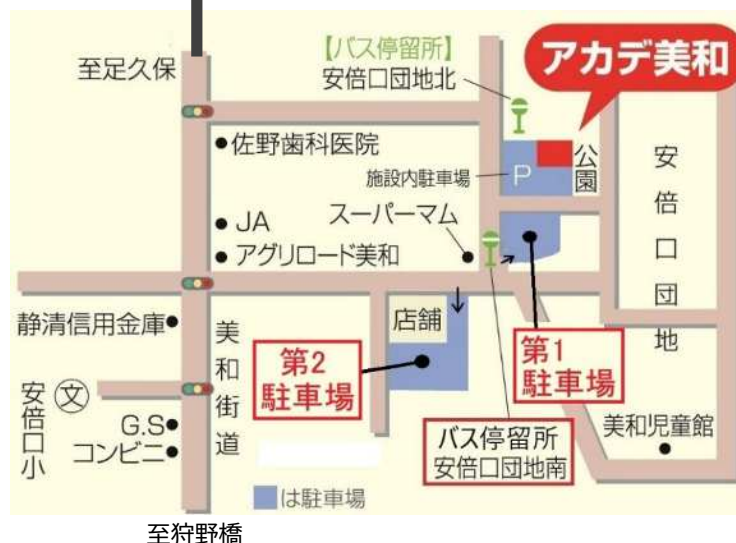 至足久保
【バス停留所】
安倍口団地北
アカデ美和
佐野歯科医院
施設内駐車場
P
公園
安倍口団地
JA
スーパーマム
アグリロード美和
静清信用金庫
美和街道
店舗
第2
駐車場
第1
駐車場
安倍口小
文
G.S
コンビニ
バス停留所
安倍口団地南
美和児童館
は駐車場
至狩野橋